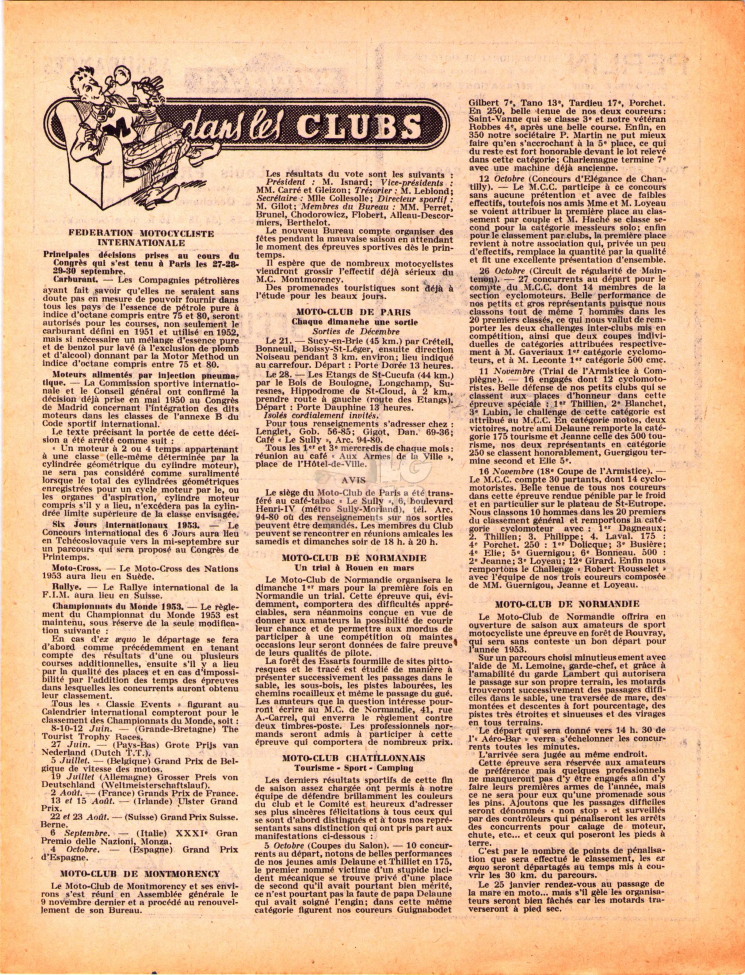 dans les CLUBS
FEDERATION MOTOCYCLISTE
INTERNATIONALE
Principales décisions prises au cours du
Congrès qui s'est tenu à Paris les 27-28-
29-30 septembre.
Carburant. — Les Compagnies pétrolières
ayant fait savoir qu'elles ne seraient sans
doute pas en mesure de pouvoir fournir dans
tous les pays de l'essence de pétrole pure à
indice d'octane compris entre 75 et 80, seront
autorisés pour les courses, non seulement le
carburant défini en 1951 et utilisé en 1952,
mais si nécessaire un mélange d'essence pure
et de benzol par lavé (à l'exclusion de plomb
et d'alcool) donnant par la Motor Method un
indice d'octane compris entre 75 et 80.
Moteurs alimentés par injection pneuma-
tique. — La Commission sportive internatio-
nale et le Conseil général ont confirmé la
décision déjà prise en mai 1950 au Congrès
de Madrid concernant l'intégration des dits
moteurs dans les classes de l'annexe B du
Code sportif international.
Le texte précisant la portée de cette déci-
sion a été arrêté comme suit :
« Un moteur à 2 ou 4 temps appartenant
à une classe (elle-même déterminée par la
cylindrée géométrique du cylindre moteur),
ne sera pas considéré comme suralimenté
lorsque le total des cylindrées géométriques
enregistrées pour un cycle moteur par le, ou
les organes d'aspiration, cylindre moteur
compris s'il y a lieu, n'excédera pas la cylin-
drée limite supérieure de la classe envisagée.
Six Jours Internationaux 1953. — Le
Concours international des 6 Jours aura lieu
en Tchécoslovaquie vers la mi-septembre sur
un parcours qui sera proposé au Congrès de
Printemps.
Moto-Cross. — Le Moto-Cross des Nations
1953 aura lieu en Suède.
Rallye. — Le Rallye international de la
F.I.M. aura lieu en Suisse.
Championnats du Monde 1953. — Le règle-
ment du Championnat du Monde 1953 est
maintenu, sous réserve de la seule modifica-
tion suivante :
En cas d'ex æquo le départage se fera
d'abord comme précédemment en tenant
compte des résultats d'une ou plusieurs
courses additionnelles, ensuite s'il y a lieu
par la qualité des places et en cas d'impossi-
bilité par l'addition des temps des épreuves
dans lesquelles les concurrents auront obtenu
leur classement.
Tous les « Classic Events » figurant au
Calendrier international compteront pour le
classement des Championnats du Monde, soit :
8-10-12 Juin. — (Grande-Bretagne) The
Tourist Trophy Races.
27 Juin. — (Pays-Bas) Grote Prijs van
Nederland (Dutch T.T.).
5 Juillet. — (Belgique) Grand Prix de Bel-
gique de vitesse des motos.
19 Juillet (Allemagne) Grosser Preis von
Deutschland (Weltmeisterschaftslauf).
2 Août. — (France) Grands Prix de France.
13 et 15 Août. — (Irlande) Ulster Grand
Prix.
22 et 23 Août. — (Suisse) Grand Prix Suisse.
Berne.
6 Septembre. — (Italie) XXXIe Gran
Premio delle Nazioni, Monza.
4 Octobre. — (Espagne) Grand Prix
d'Espagne.
MOTO-CLUB DE MONTMORENCY
Le Moto-Club de Montmorency et ses envi-
rons s'est réuni en Assemblée générale le
9 novembre dernier et a procédé au renouvel-
lement de son Bureau.
Les résultats du vote sont les suivants :
Président : M. Isnard; Vice-présidents :
MM. Carré et Gleizon; Trésorier : M. Leblond;
Secrétaire : Mlle Collesolle; Directeur sportif :
M. Gilot; Membres du Bureau : MM. Perret,
Brunel, Chodorowicz, Flobert, Alleau-Descor-
miers, Berthelot.
Le nouveau Bureau compte organiser des
fêtes pendant la mauvaise saison en attendant
le moment des épreuves sportives dès le prin-
temps.
Il espère que de nombreux motocyclistes
viendront grossir l'effectif déjà sérieux du
M.C. Montmorency.
Des promenades touristiques sont déjà à
l'étude pour les beaux jours.
MOTO-CLUB DE PARIS
Chaque dimanche une sortie
Sorties de Décembre
Le 21. — Sucy-en-Brie (45 km.) par Créteil,
Bonneuil, Boissy-St-Léger, ensuite direction
Noiseau pendant 3 km. environ; lieu indiqué
au carrefour. Départ : Porte Dorée 13 heures.
Le 28. — Les Etangs de St-Cucufa (44 km.)
par le Bois de Boulogne, Longchamp, Su-
resnes, Hippodrome de St-Cloud, à 2 km.,
prendre route à gauche (route des Etangs).
Départ : Porte Dauphine 13 heures.
Isolés cordialement invités.
Pour tous renseignements s'adresser chez :
Lenglet, Gob. 56-85; Gigot, Dan. 69-36;
Café « Le Sully », Arc. 94-80.
Tous les 1er et 3e mercredis de chaque mois :
réunion au café « Aux Armes de la Ville »,
place de l'Hôtel-de-Ville.
AVIS
Le siège du Moto-Club de Paris a été trans-
féré au café-tabac « Le Sully », 6, boulevard
Henri-IV (métro Sully-Morland), tél. Arc.
94-80 où des renseignements sur nos sorties
peuvent être demandés. Les membres du Club
peuvent se rencontrer en réunions amicales les
samedis et dimanches soir de 18 h. à 20 h.
MOTO-CLUB DE NORMANDIE
Un trial à Rouen en mars
Le Moto-Club de Normandie organisera le
dimanche 1er mars pour la première fois en
Normandie un trial. Cette épreuve qui, évi-
demment, comportera des difficultés appré-
ciables, sera néanmoins conçue en vue de
donner aux amateurs la possibilité de courir
leur chance et de permettre aux mordus de
participer à une compétition où maintes
occasions leur seront données de faire preuve
de leurs qualités de pilote.
La forêt des Essarts fourmille de sites pitto-
resques et le tracé est étudié de manière à
présenter successivement les passages dans le
sable, les sous-bois, les pistes labourées, les
chemins rocailleux et même le passage du gué.
Les amateurs que la question intéresse pour-
ront écrire au M.C. de Normandie, 41, rue
A.-Carrel, qui enverra le règlement contre
deux timbres-poste. Les professionnels nor-
mands seront admis à participer à cette
épreuve qui comportera de nombreux prix.
MOTO CLUB CHATILLONNAIS
Tourisme - Sport - Camping
Les derniers résultats sportifs de cette fin
de saison assez chargée ont permis à notre
équipe de défendre brillamment les couleurs
du club et le Comité est heureux d'adresser
ses plus sincères félicitations à tous ceux qui
se sont d'abord distingués et à tous nos repré-
sentants sans distinction qui ont pris part aux
manifestations ci-dessous :
5 Octobre (Coupes du Salon). — 10 concur-
rents au départ, notons de belles performances
de nos jeunes amis Delaune et Thilliet en 175,
le premier nommé victime d'un stupide inci-
dent mécanique se trouve privé d'une place
de second qu'il avait pourtant bien mérité,
ce n'est pourtant pas la faute de papa Delaune
qui avait soigné l'engin; dans cette même
catégorie figurent nos coureurs Guignabodet
Gilbert 7e, Tano 13e, Tardieu 17e, Porchet.
En 250, belle tenue de nos deux coureurs :
Saint-Vanne qui se classe 3e et notre vétéran
Robbes 4e, après une belle course. Enfin, en
350 notre sociétaire P. Martin ne put mieux
faire qu'en s'accrochant à la 5e place, ce qui
du reste est fort honorable devant le lot relevé
dans cette catégorie; Charlemagne termine 7e
avec une machine déjà ancienne.
12 Octobre (Concours d'Elégance de Chan-
tilly). — Le M.C.C. participe à ce concours
sans aucune prétention et avec de faibles
effectifs, toutefois nos amis Mme et M. Loyeau
se voient attribuer la première place au clas-
sement par couple et M. Haché se classe se-
cond pour la catégorie messieurs solo; enfin
pour le classement par clubs, la première place
revient à notre association qui, privée un peu
d'effectifs, remplace la quantité par la qualité
et fit une excellente présentation d'ensemble.
26 Octobre (Circuit de régularité de Main-
tenon). — 27 concurrents au départ pour le
compte du M.C.C. dont 14 membres de la
section cyclomoteurs. Belle performance de
nos petits et gros représentants puisque nous
classons tout de même 7 hommes dans les
20 premiers classés, ce qui nous vallut de rem-
porter les deux challenges inter-clubs mis en
compétition, ainsi que deux coupes indivi-
duelles de catégories attribuées respective-
ment à M. Gaveriaux 1er catégorie cyclomo-
teurs, et à M. Leconte 1er catégorie 500 cmc.
11 Novembre (Trial de l'Armistice à Com-
piègne). — 16 engagés dont 12 cyclomoto-
ristes. Belle défense de nos petits clubs qui se
classent aux places d'honneur dans cette
épreuve spéciale : 1er Thillien, 2e Blanchet,
3e Lubin, le challenge de cette catégorie est
attribué au M.C.C. En catégorie motos, deux
victoires, notre ami Delaune remporte la caté-
gorie 175 tourisme et Jeanne celle des 500 tou-
risme, nos deux représentants en catégorie
250 se classent honorablement, Guergigou ter-
mine second et Elie 5e.
16 Novembre (18e Coupe de l'Armistice). —
Le M.C.C. compte 30 partants, dont 14 cyclo-
motoristes. Belle tenue de tous nos coureurs
dans cette épreuve rendue pénible par le froid
et en particulier sur le plateau de St-Eutrope.
Nous classons 10 hommes dans les 20 premiers
du classement général et remportons la caté-
gorie cyclomoteur avec : 1er Dagneaux;
2. Thillien; 3. Philippe; 4. Laval. 175 :
4e Porchet. 250 : 1er Dolicque; 3e Busière;
4e Elie; 5e Guernigou; 6e Bonneau. 500 :
2e Jeanne; 3e Loyeau; 12e Girard. Enfin nous
remportons le Challenge « Robert Rousselet »
avec l'équipe de nos trois coureurs composée
de MM. Guernigou, Jeanne et Loyeau.
MOTO-CLUB DE NORMANDIE
Le Moto-Club de Normandie offrira en
ouverture de saison aux amateurs de sport
motocycliste une épreuve en forêt de Rouvray,
qui sera sans conteste un bon départ pour
l'année 1953.
Sur un parcours choisi minutieusement avec
l'aide de M. Lemoine, garde-chef, et grâce à
l'amabilité du garde Lambert qui autorisera
le passage sur son propre terrain, les motards
trouveront successivement des passages diffi-
ciles dans le sable, une traversée de mare, des
montées et descentes à fort pourcentage, des
pistes très étroites et sinueuses et des virages
en tous terrains.
Le départ qui sera donné vers 14 h. 30 de
l'« Aéro-Bar » verra s'échelonner les concur-
rents toutes les minutes.
L'arrivée sera jugée au même endroit.
Cette épreuve sera réservée aux amateurs
de préférence mais quelques professionnels
ne manqueront pas d'y être engagés afin d'y
faire leurs premières armes de l'année, mais
ce ne sera pour eux qu'une promenade sous
les pins. Ajoutons que les passages difficiles
seront dénommés « non stop » et surveillés
par des contrôleurs qui pénaliseront les arrêts
des concurrents pour calage de moteur,
chute, etc... et ceux qui poseront les pieds à
terre.
C'est par le nombre de points de pénalisa-
tion que sera effectué le classement, les ex
æquo seront départagés au temps mis à cou-
vrir les 30 km. du parcours.
Le 25 janvier rendez-vous au passage de
la mare en moto... mais s'il gèle les organisa-
teurs seront bien fâchés car les motards tra-
verseront à pied sec.